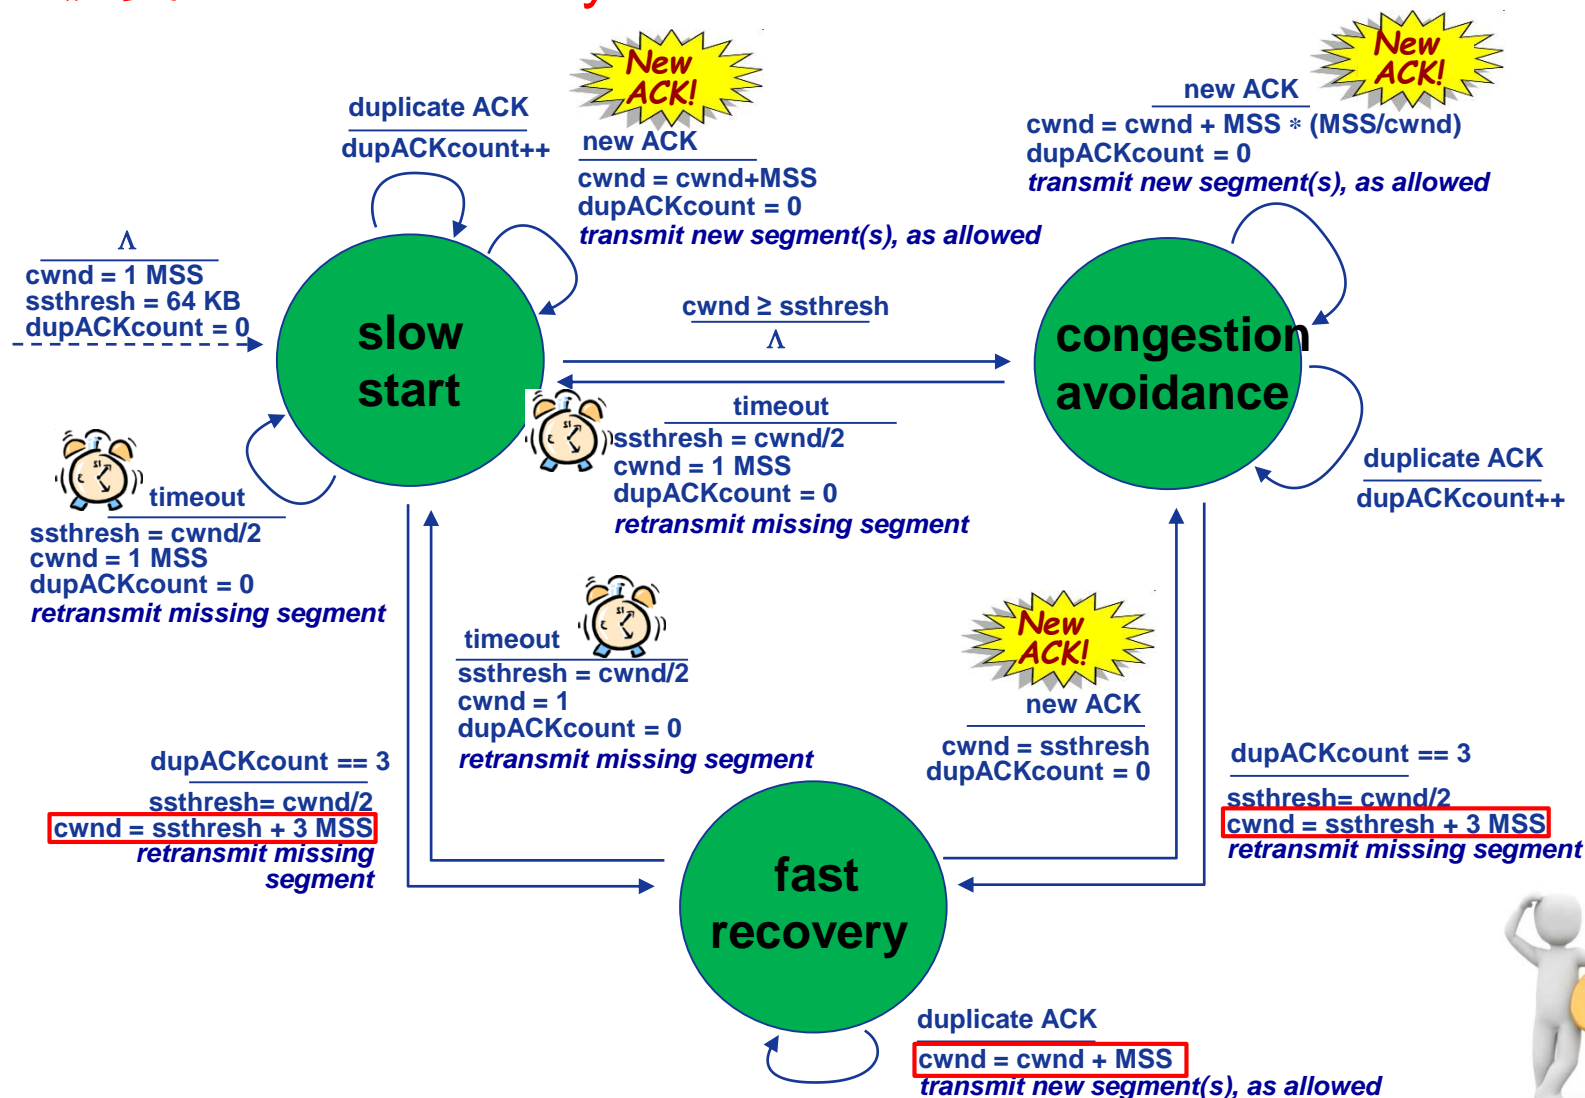 New
ACK!
duplicate ACK
dupACKcount++
new ACK
cwnd = cwnd+MSS
dupACKcount = 0
transmit new segment(s), as allowed
New
ACK!
new ACK
cwnd = cwnd + MSS * (MSS/cwnd)
dupACKcount = 0
transmit new segment(s), as allowed
Λ
cwnd = 1 MSS
ssthresh = 64 KB
dupACKcount = 0
slow
start
cwnd ≥ ssthresh
Λ
congestion
avoidance
timeout
ssthresh = cwnd/2
cwnd = 1 MSS
dupACKcount = 0
retransmit missing segment
duplicate ACK
dupACKcount++
timeout
ssthresh = cwnd/2
cwnd = 1 MSS
dupACKcount = 0
retransmit missing segment
timeout
ssthresh = cwnd/2
cwnd = 1
dupACKcount = 0
retransmit missing segment
New
ACK!
new ACK
cwnd = ssthresh
dupACKcount = 0
dupACKcount == 3
ssthresh= cwnd/2
cwnd = ssthresh + 3 MSS
retransmit missing
segment
dupACKcount == 3
ssthresh= cwnd/2
cwnd = ssthresh + 3 MSS
retransmit missing segment
fast
recovery
duplicate ACK
cwnd = cwnd + MSS
transmit new segment(s), as allowed